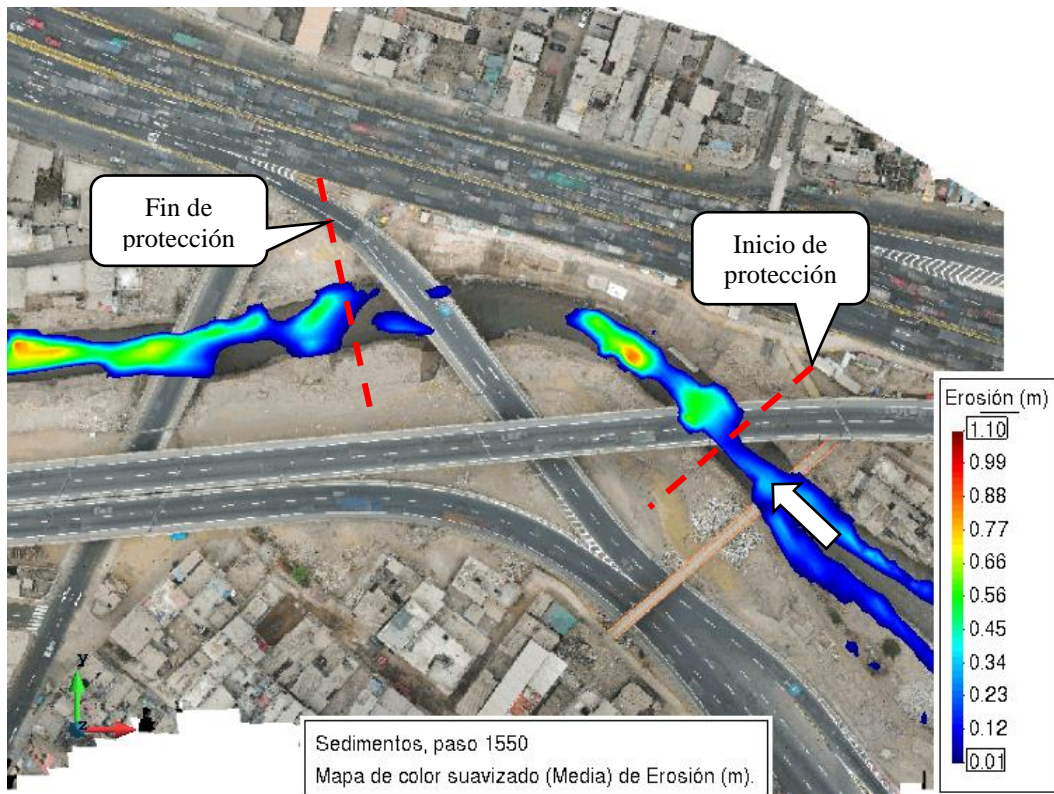 Fin de
protección
Inicio de
protección
Erosión (m)
1.10
0.99
0.88
0.77
0.66
0.56
0.45
0.34
0.23
0.12
0.01
y
z
Sedimentos, paso 1550
Mapa de color suavizado (Media) de Erosión (m).